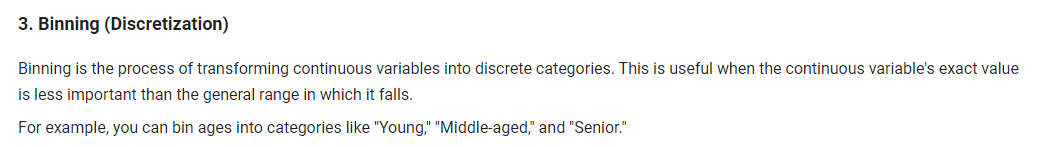 3. Binning (Discretization)
Binning is the process of transforming continuous variables into discrete categories. This is useful when the continuous variable's exact value
is less important than the general range in which it falls.
For example, you can bin ages into categories like "Young," "Middle-aged," and "Senior."